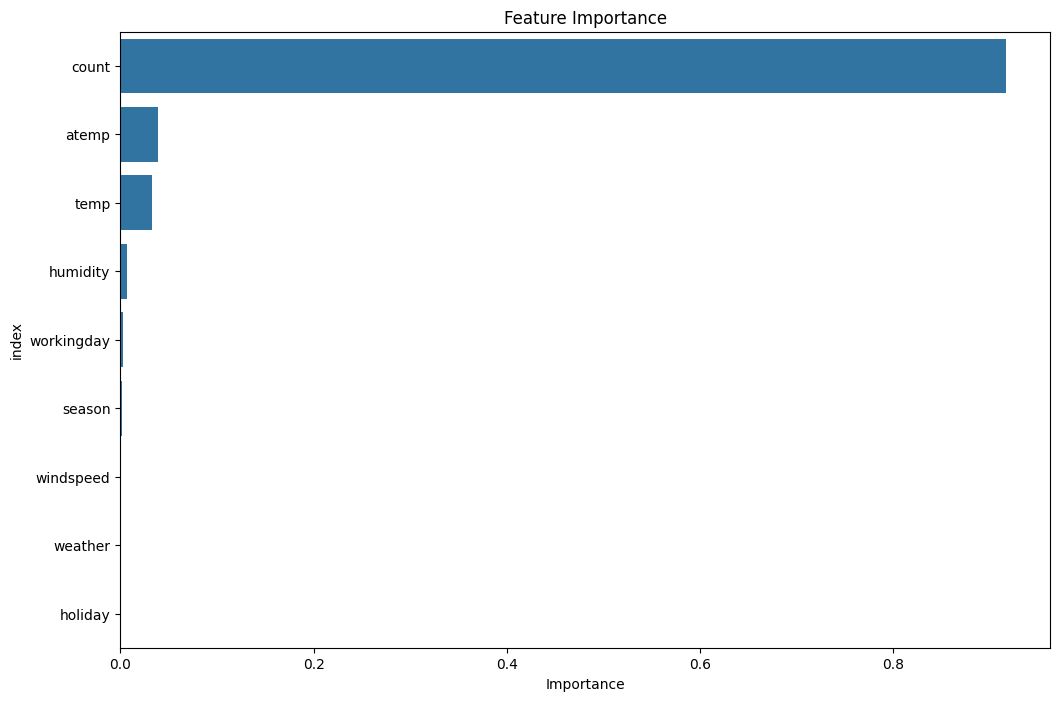 Feature Importance
count
atemp
temp
humidity
workingday
season
windspeed
weather
holiday
index
0.0 0.2 0.4 0.6 0.8
Importance